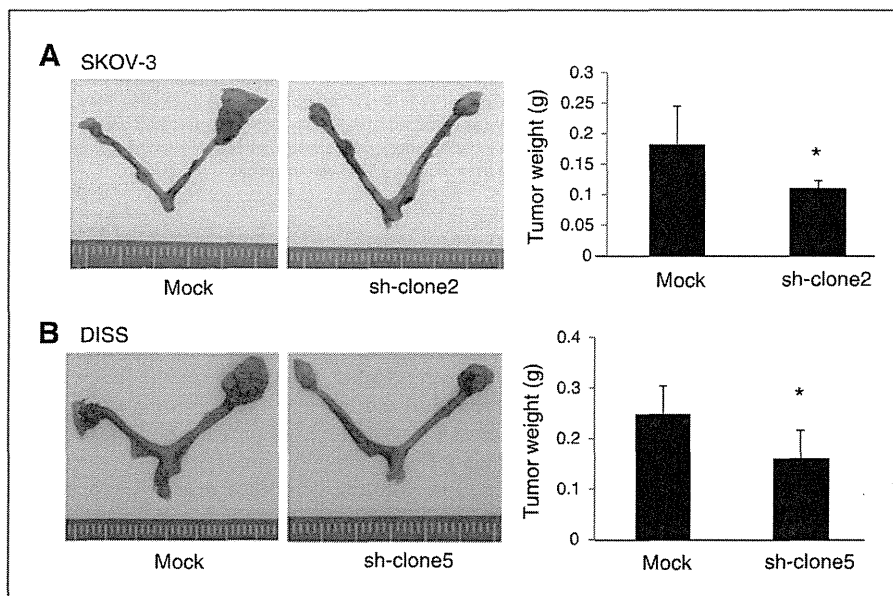 A SKOV-3
Mock
sh-clone2
Tumor weight (g)
0.3
0.25
0.2
0.15
0.1
0.05
0
*
Mock
sh-clone2
B DISS
Mock
sh-clone5
Tumor weight (g)
0.4
0.3
0.2
0.1
0
*
Mock
sh-clone5